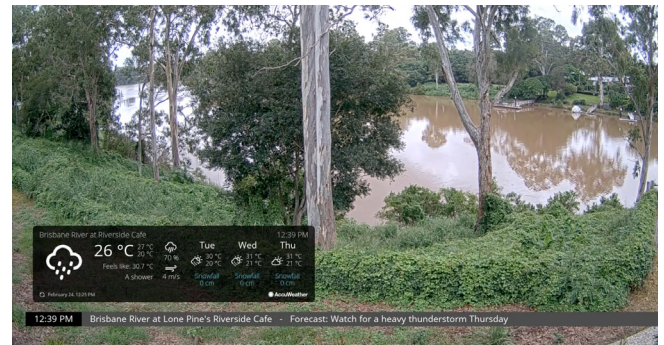 Brisbane River at Riverside Cafe 12:39 PM
26 °C 27 °C 20 °C
Feels like: 30.7 °C
A shower
70 %
4 m/s
Tue Wed Thu
30 °C 31 °C 31 °C
20 °C 21 °C 21 °C
Snowfall Snowfall Snowfall
0 cm 0 cm 0 cm
February 24, 12:25 PM AccuWeather
12:39 PM Brisbane River at Lone Pine's Riverside Cafe - Forecast: Watch for a heavy thunderstorm Thursday